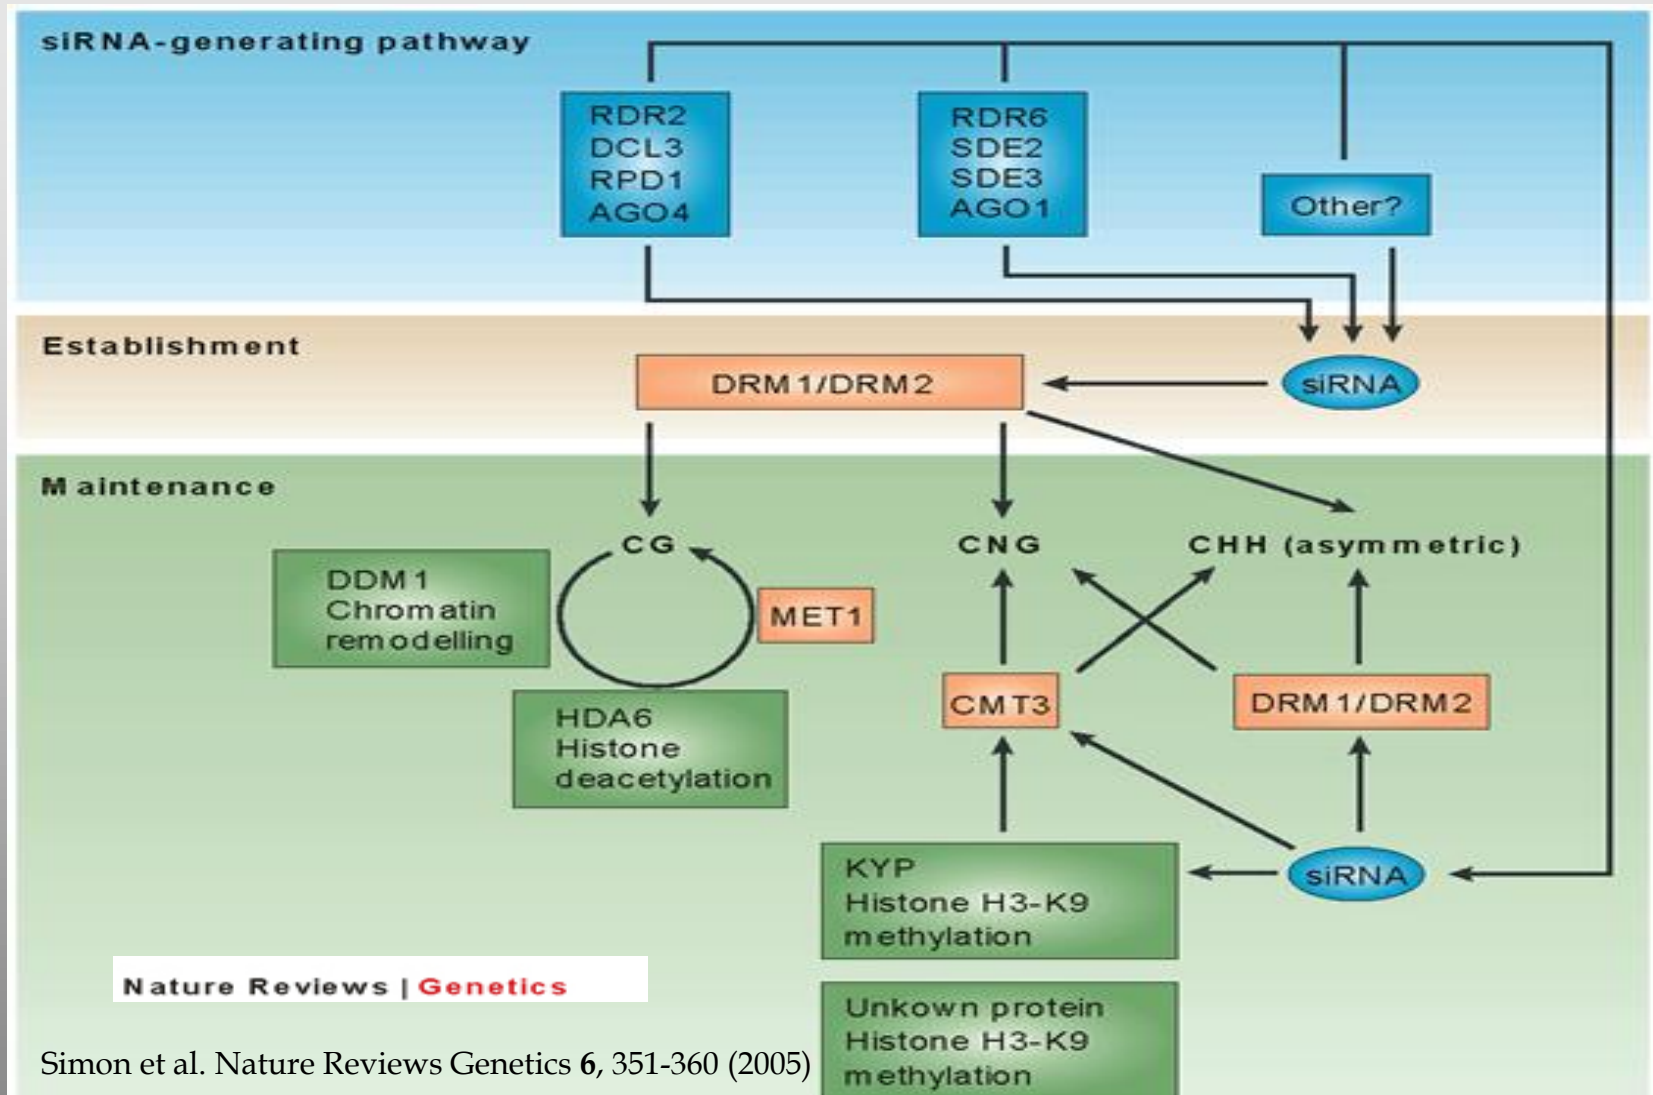 siRNA-generating pathway
RDR2
DCL3
RPD1
AGO4
RDR6
SDE2
SDE3
AGO1
Other?
Establishment
DRM1/DRM2
siRNA
Maintenance
CG
CNG
CHH (asymmetric)
DDM1
Chromatin
remodelling
MET1
HDA6
Histone
deacetylation
CMT3
DRM1/DRM2
KYP
Histone H3-K9
methylation
siRNA
Unkown protein
Histone H3-K9
methylation
Nature Reviews | Genetics
Simon et al. Nature Reviews Genetics 6, 351-360 (2005)